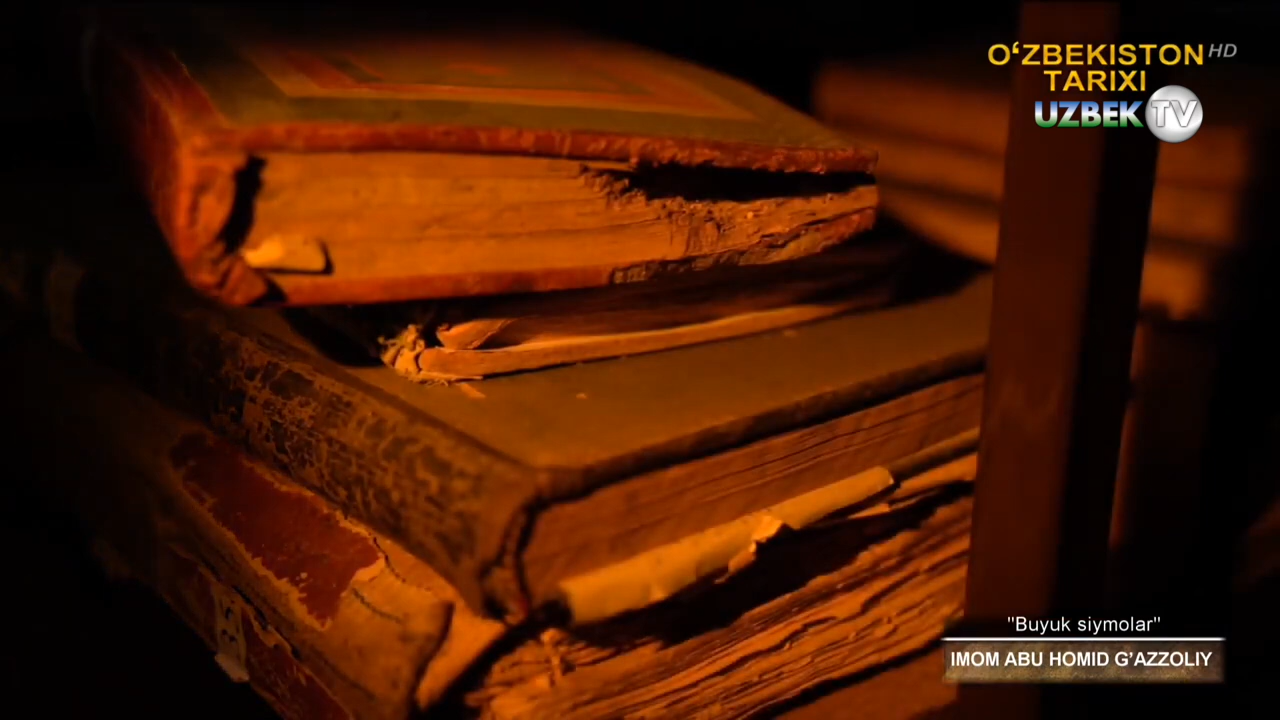 O‘ZBEKISTON HD
TARIXI
UZBEK TV
"Buyuk siymolar"
IMOM ABU HOMID G’AZZOLIY